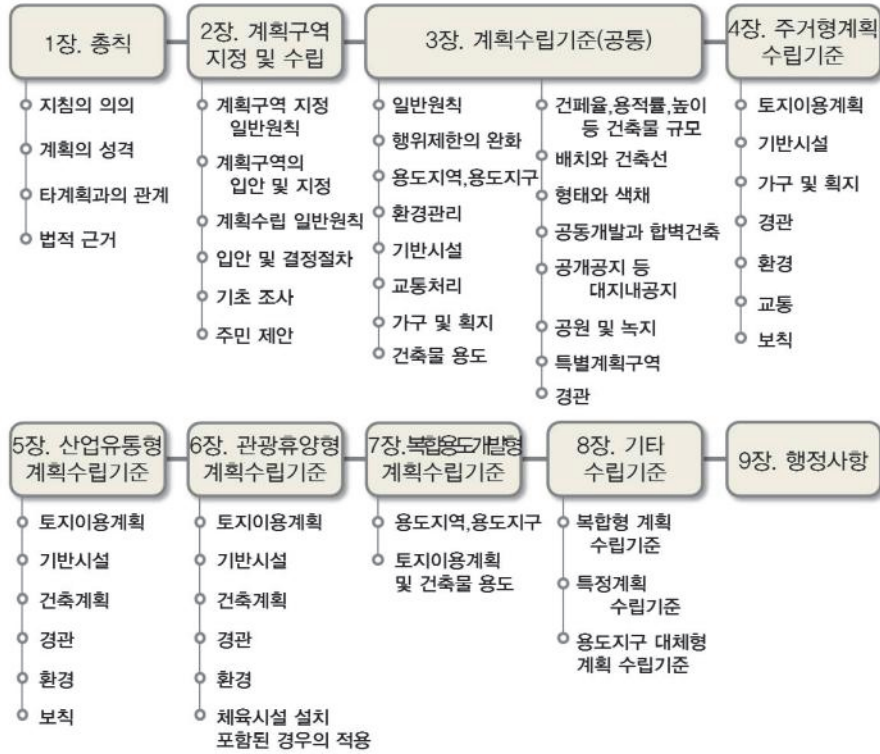 1장. 총칙
지침의 의의
계획의 성격
타계획과의 관계
법적 근거
2장. 계획구역
지정 및 수립
계획구역 지정
일반원칙
계획구역의
입안 및 지정
계획수립 일반원칙
입안 및 결정절차
기초 조사
주민 제안
3장. 계획수립기준(공통)
일반원칙
행위제한의 완화
용도지역,용도지구
환경관리
기반시설
교통처리
가구 및 획지
건축물 용도
건페율,용적률,높이
등 건축물 규모
배치와 건축선
형태와 색채
공동개발과 합벽건축
공개공지 등
대지내공지
공원 및 녹지
특별계획구역
경관
4장. 주거형계획
수립기준
토지이용계획
기반시설
가구 및 획지
경관
환경
교통
보칙
5장. 산업유통형
계획수립기준
토지이용계획
기반시설
건축계획
경관
환경
보칙
6장. 관광휴양형
계획수립기준
토지이용계획
기반시설
건축계획
경관
환경
체육시설 설치
포함된 경우의 적용
7장.복합용도개발형
계획수립기준
용도지역,용도지구
토지이용계획
및 건축물 용도
8장. 기타
수립기준
복합형 계획
수립기준
특정계획
수립기준
용도지구 대체형
계획 수립기준
9장. 행정사항